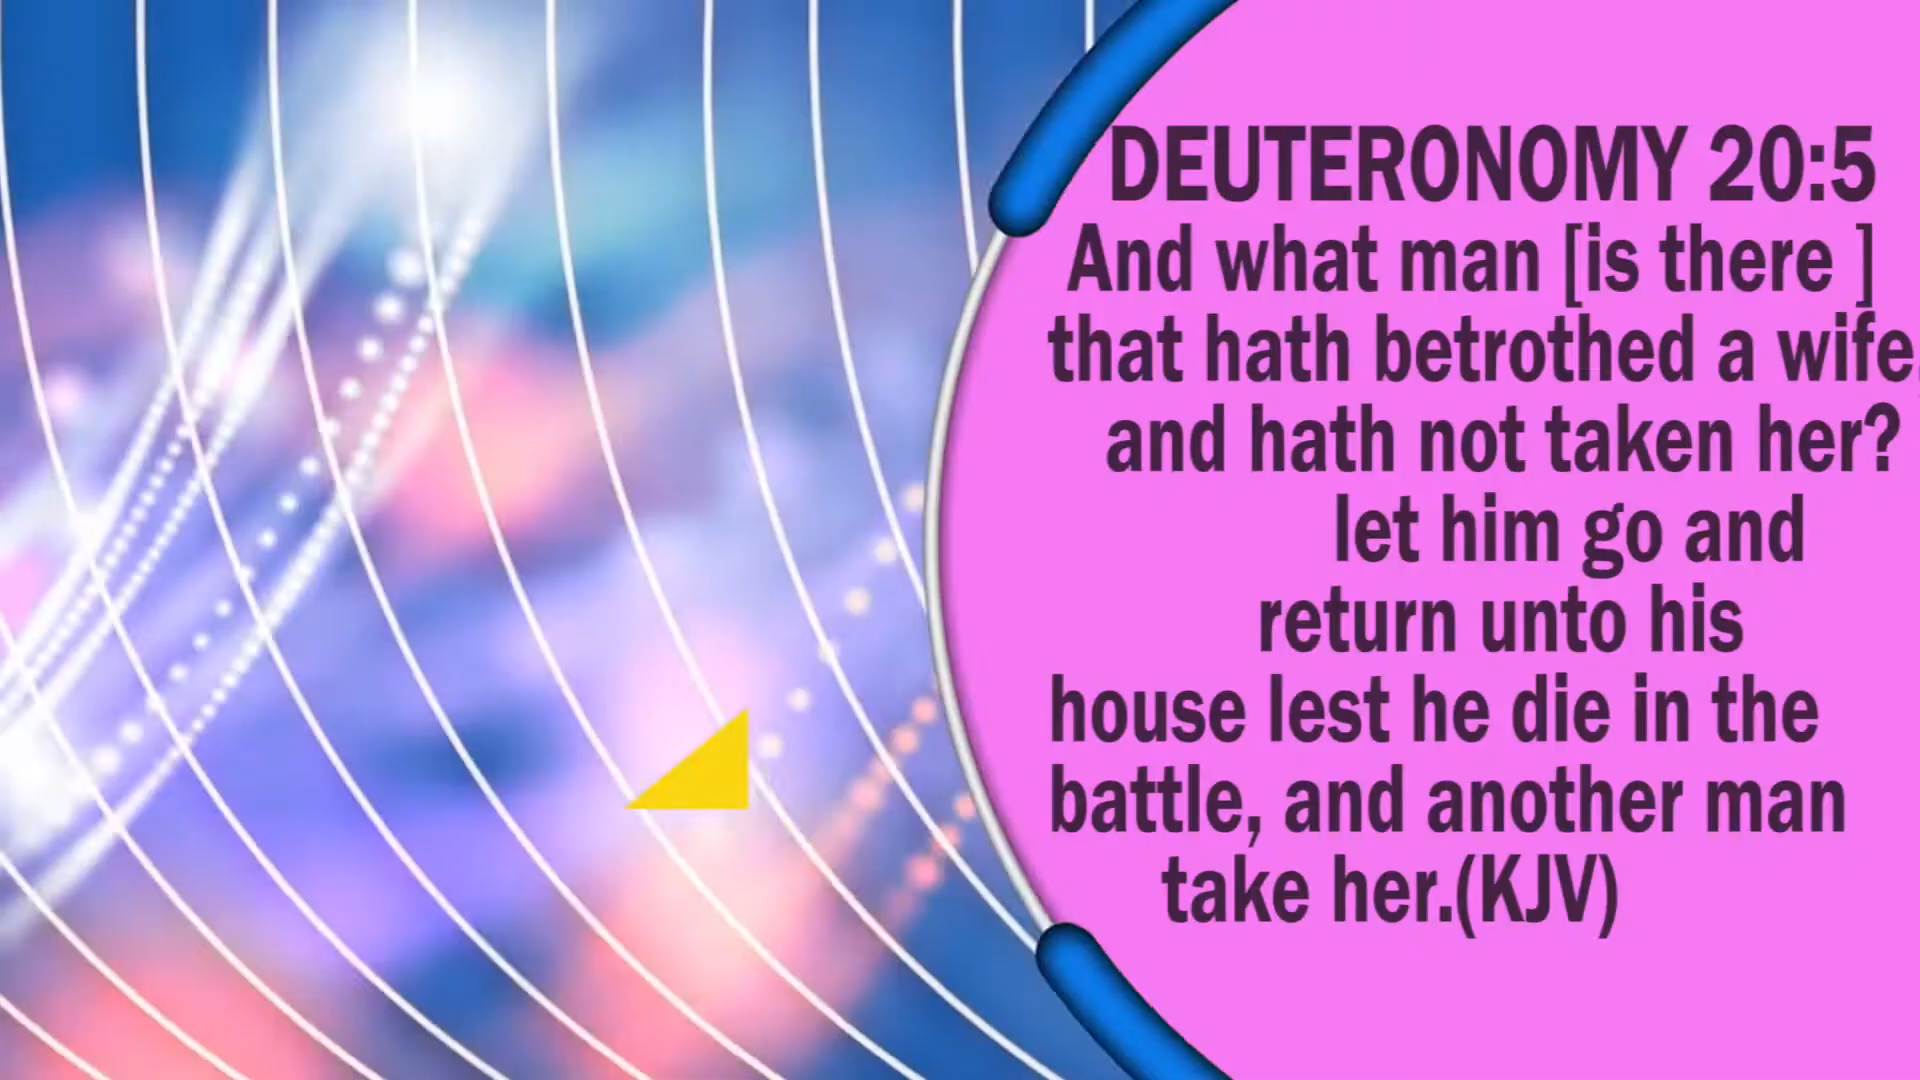 DEUTERONOMY 20:5
And what man [is there ]
that hath betrothed a wife,
and hath not taken her?
let him go and
return unto his
house lest he die in the
battle, and another man
take her.(KJV)